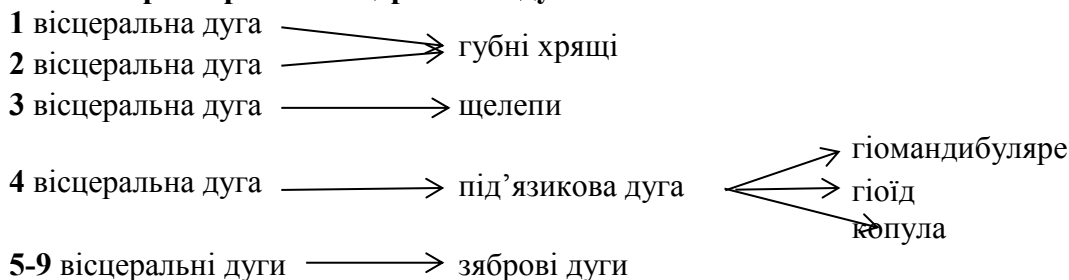 1 вісцеральна дуга
2 вісцеральна дуга
губні хрящі
3 вісцеральна дуга
щелепи
4 вісцеральна дуга
під’язикова дуга
гіомандибуляре
гіоїд
копула
5-9 вісцеральні дуги
зяброві дуги